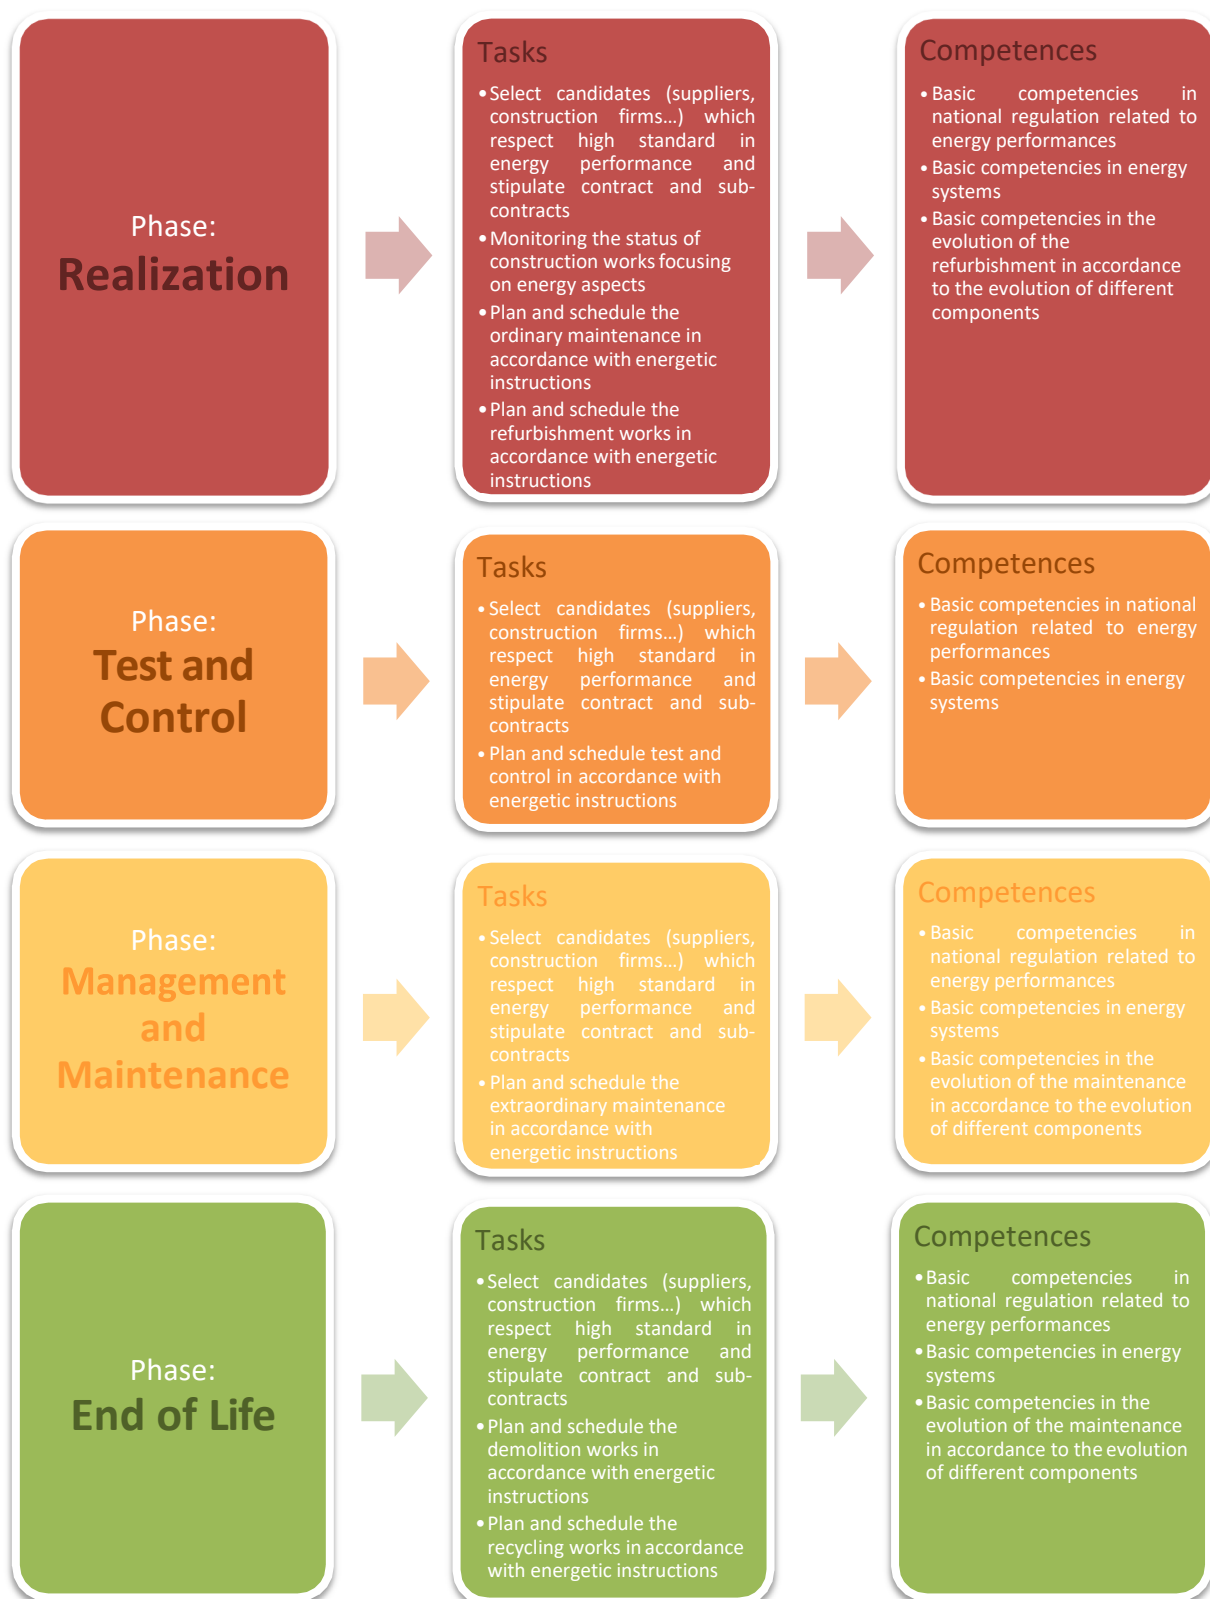 Phase:
Realization
Tasks
•Select candidates (suppliers,
construction firms...) which
respect high standard in
energy performance and
stipulate contract and sub-
contracts
•Monitoring the status of
construction works focusing
on energy aspects
•Plan and schedule the
ordinary maintenance in
accordance with energetic
instructions
•Plan and schedule the
refurbishment works in
accordance with energetic
instructions
Competences
•Basic competencies in
national regulation related to
energy performances
•Basic competencies in energy
systems
•Basic competencies in the
evolution of the
refurbishment in accordance
to the evolution of different
components
Phase:
Test and
Control
Tasks
•Select candidates (suppliers,
construction firms...) which
respect high standard in
energy performance and
stipulate contract and sub-
contracts
•Plan and schedule test and
control in accordance with
energetic instructions
Competences
•Basic competencies in national
regulation related to energy
performances
•Basic competencies in energy
systems
Phase:
Management
and
Maintenance
Tasks
•Select candidates (suppliers,
construction firms...) which
respect high standard in
energy performance and
stipulate contract and sub-
contracts
•Plan and schedule the
extraordinary maintenance
in accordance with
energetic instructions
Competences
•Basic competencies in
national regulation related to
energy performances
•Basic competencies in energy
systems
•Basic competencies in the
evolution of the maintenance
in accordance to the evolution
of different components
Phase:
End of Life
Tasks
•Select candidates (suppliers,
construction firms...) which
respect high standard in
energy performance and
stipulate contract and sub-
contracts
•Plan and schedule the
demolition works in
accordance with energetic
instructions
•Plan and schedule the
recycling works in accordance
with energetic instructions
Competences
•Basic competencies in
national regulation related to
energy performances
•Basic competencies in energy
systems
•Basic competencies in the
evolution of the maintenance
in accordance to the evolution
of different components